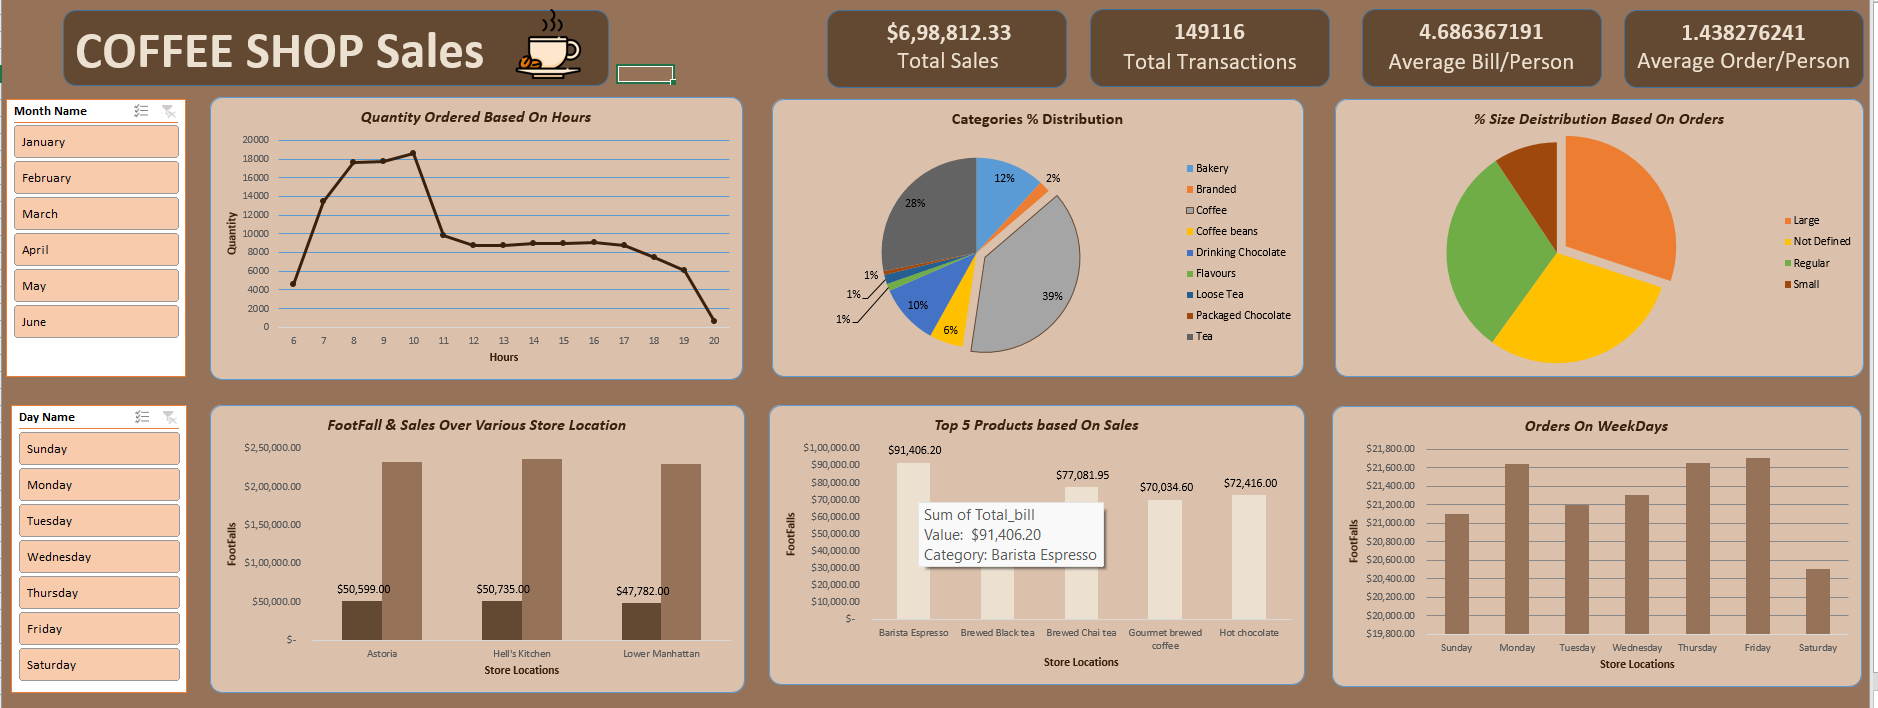 COFFEE SHOP Sales
$6,98,812.33
Total Sales
149116
Total Transactions
4.686367191
Average Bill/Person
1.438276241
Average Order/Person
Month Name
January
February
March
April
May
June
Quantity Ordered Based On Hours
Quantity
20000
18000
16000
14000
12000
10000
8000
6000
4000
2000
0
6 7 8 9 10 11 12 13 14 15 16 17 18 19 20
Hours
Categories % Distribution
12%
2%
39%
6%
10%
1%
1%
1%
28%
Bakery
Branded
Coffee
Coffee beans
Drinking Chocolate
Flavours
Loose Tea
Packaged Chocolate
Tea
% Size Deistribution Based On Orders
Large
Not Defined
Regular
Small
Day Name
Sunday
Monday
Tuesday
Wednesday
Thursday
Friday
Saturday
FootFall & Sales Over Various Store Location
FootFalls
$2,50,000.00
$2,00,000.00
$1,50,000.00
$1,00,000.00
$50,000.00
$-
$50,599.00
$50,735.00
$47,782.00
Astoria Hell's Kitchen Lower Manhattan
Store Locations
Top 5 Products based On Sales
FootFalls
$1,00,000.00
$90,000.00
$80,000.00
$70,000.00
$60,000.00
$50,000.00
$40,000.00
$30,000.00
$20,000.00
$10,000.00
$-
$91,406.20
$77,081.95
$70,034.60
$72,416.00
Sum of Total_bill
Value: $91,406.20
Category: Barista Espresso
Barista Espresso Brewed Black tea Brewed Chai tea Gourmet brewed Hot chocolate
coffee
Store Locations
Orders On WeekDays
FootFalls
$21,800.00
$21,600.00
$21,400.00
$21,200.00
$21,000.00
$20,800.00
$20,600.00
$20,400.00
$20,200.00
$20,000.00
$19,800.00
Sunday Monday Tuesday Wednesday Thursday Friday Saturday
Store Locations